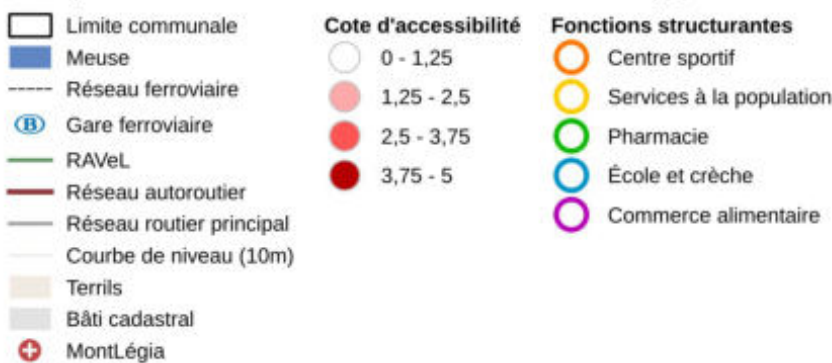 Limite communale
Meuse
Réseau ferroviaire
B Gare ferroviaire
RAVeL
Réseau autoroutier
Réseau routier principal
Courbe de niveau (10m)
Terrils
Bâti cadastral
MontLégia
Cote d'accessibilité
0 - 1,25
1,25 - 2,5
2,5 - 3,75
3,75 - 5
Fonctions structurantes
Centre sportif
Services à la population
Pharmacie
École et crèche
Commerce alimentaire